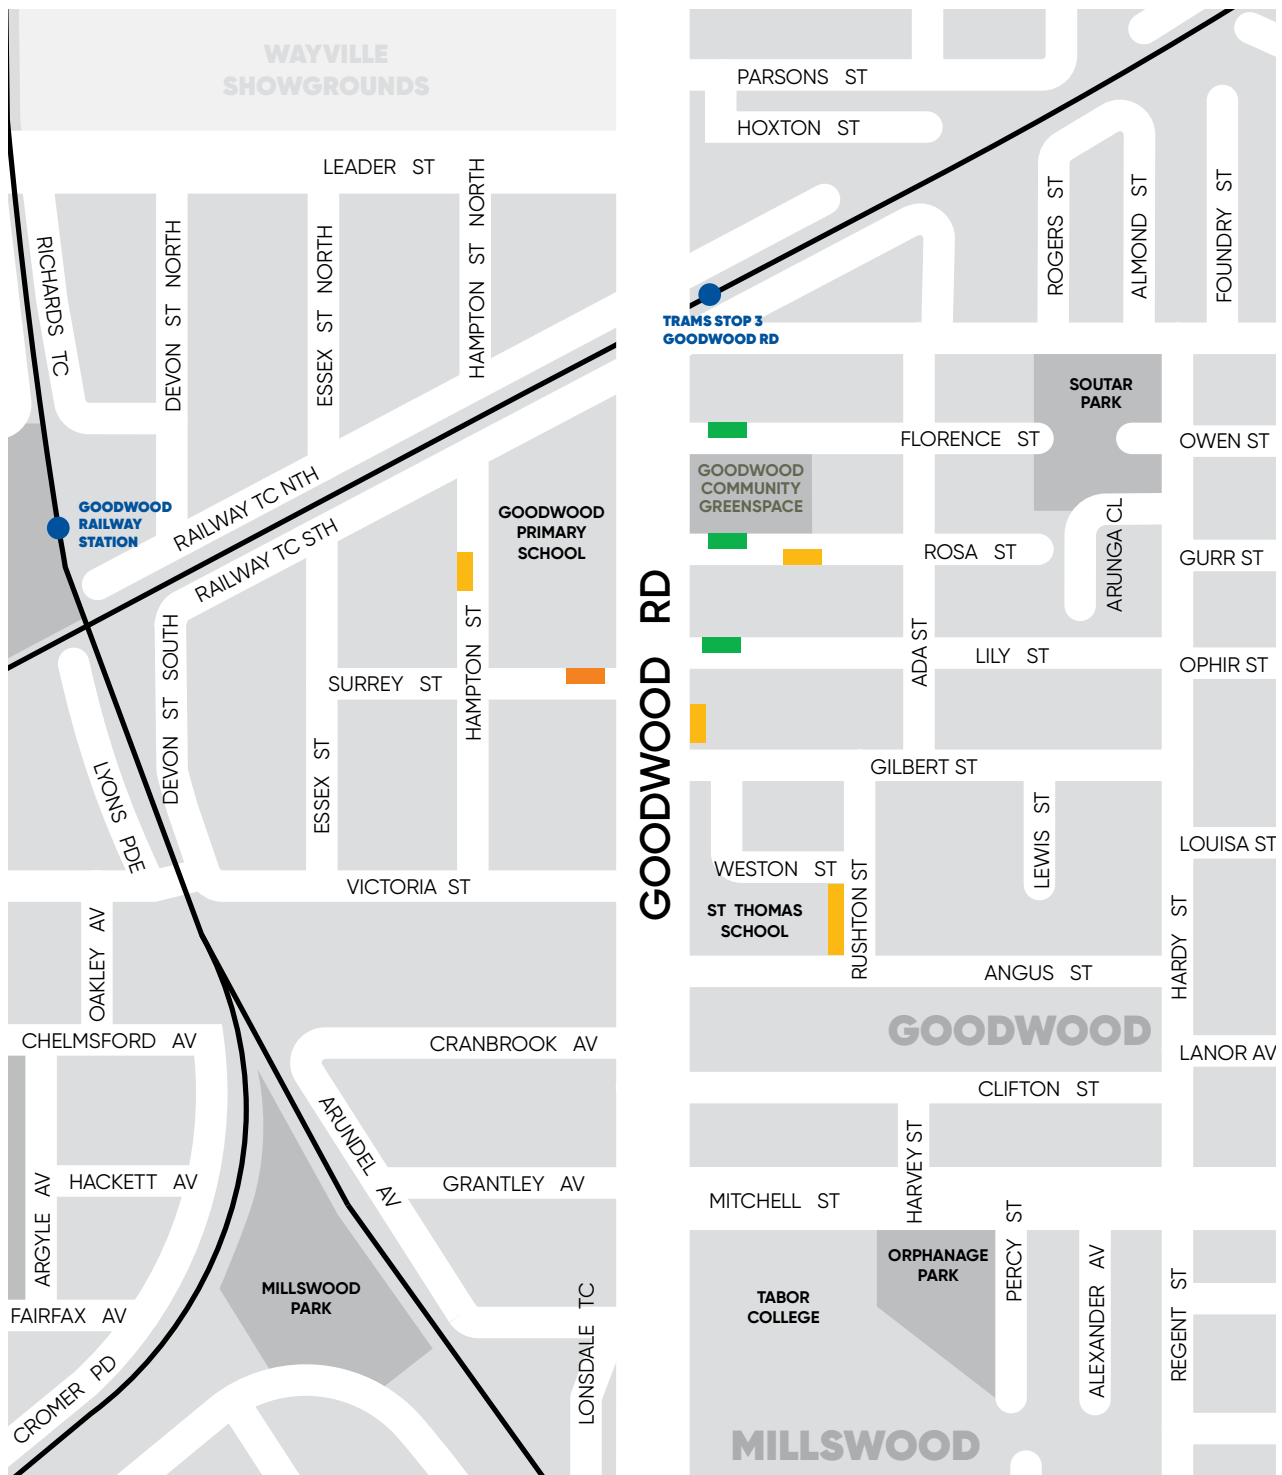 WAYVILLE
SHOWGROUNDS
PARSONS ST
HOXTON ST
LEADER ST
RICHARDS TC
DEVON ST NORTH
ESSEX ST NORTH
HAMPTON ST NORTH
ROGERS ST
ALMOND ST
FOUNDRY ST
TRAMS STOP 3
GOODWOOD RD
SOUTAR
PARK
FLORENCE ST
OWEN ST
GOODWOOD
COMMUNITY
GREENSPACE
GOODWOOD
RAILWAY
STATION
RAILWAY TC NTH
RAILWAY TC STH
GOODWOOD
PRIMARY
SCHOOL
ROSA ST
ARUNGA CL
GURR ST
GOODWOOD RD
ADA ST
LILY ST
OPHIR ST
DEVON ST SOUTH
SURREY ST
HAMPTON ST
ESSEX ST
LYONS PDE
GILBERT ST
LEWIS ST
LOUISA ST
WESTON ST
RUSHTON ST
ST THOMAS
SCHOOL
VICTORIA ST
OAKLEY AV
HARDY ST
ANGUS ST
GOODWOOD
CHELMSFORD AV
CRANBROOK AV
LANOR AV
CLIFTON ST
ARUNDEL AV
HARVEY ST
HACKETT AV
GRANTLEY AV
MITCHELL ST
ARGYLE AV
PERCY ST
ORPHANAGE
PARK
ALEXANDER AV
REGENT ST
MILLSWOOD
PARK
TABOR
COLLEGE
FAIRFAX AV
LONSDALE TC
CROMER PD
MILLSWOOD